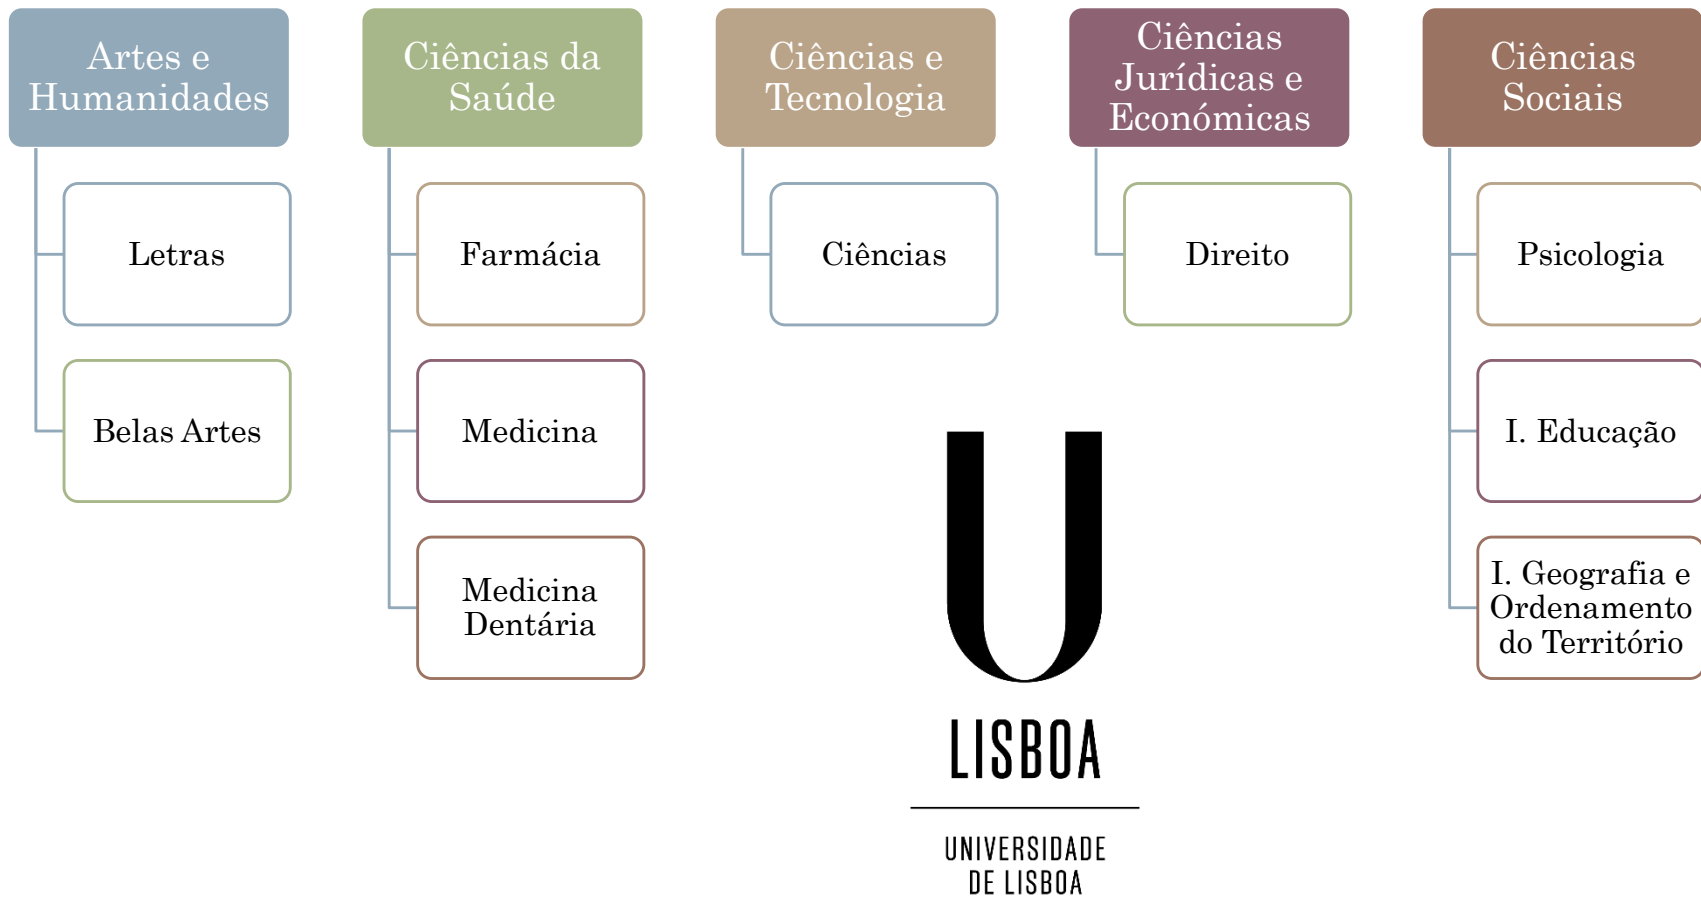 Artes e
Humanidades
Letras
Belas Artes
Ciências da
Saúde
Farmácia
Medicina
Medicina
Dentária
Ciências e
Tecnologia
Ciências
Ciências
Jurídicas e
Económicas
Direito
Ciências
Sociais
Psicologia
I. Educação
I. Geografia e
Ordenamento
do Território
U
LISBOA
UNIVERSIDADE
DE LISBOA